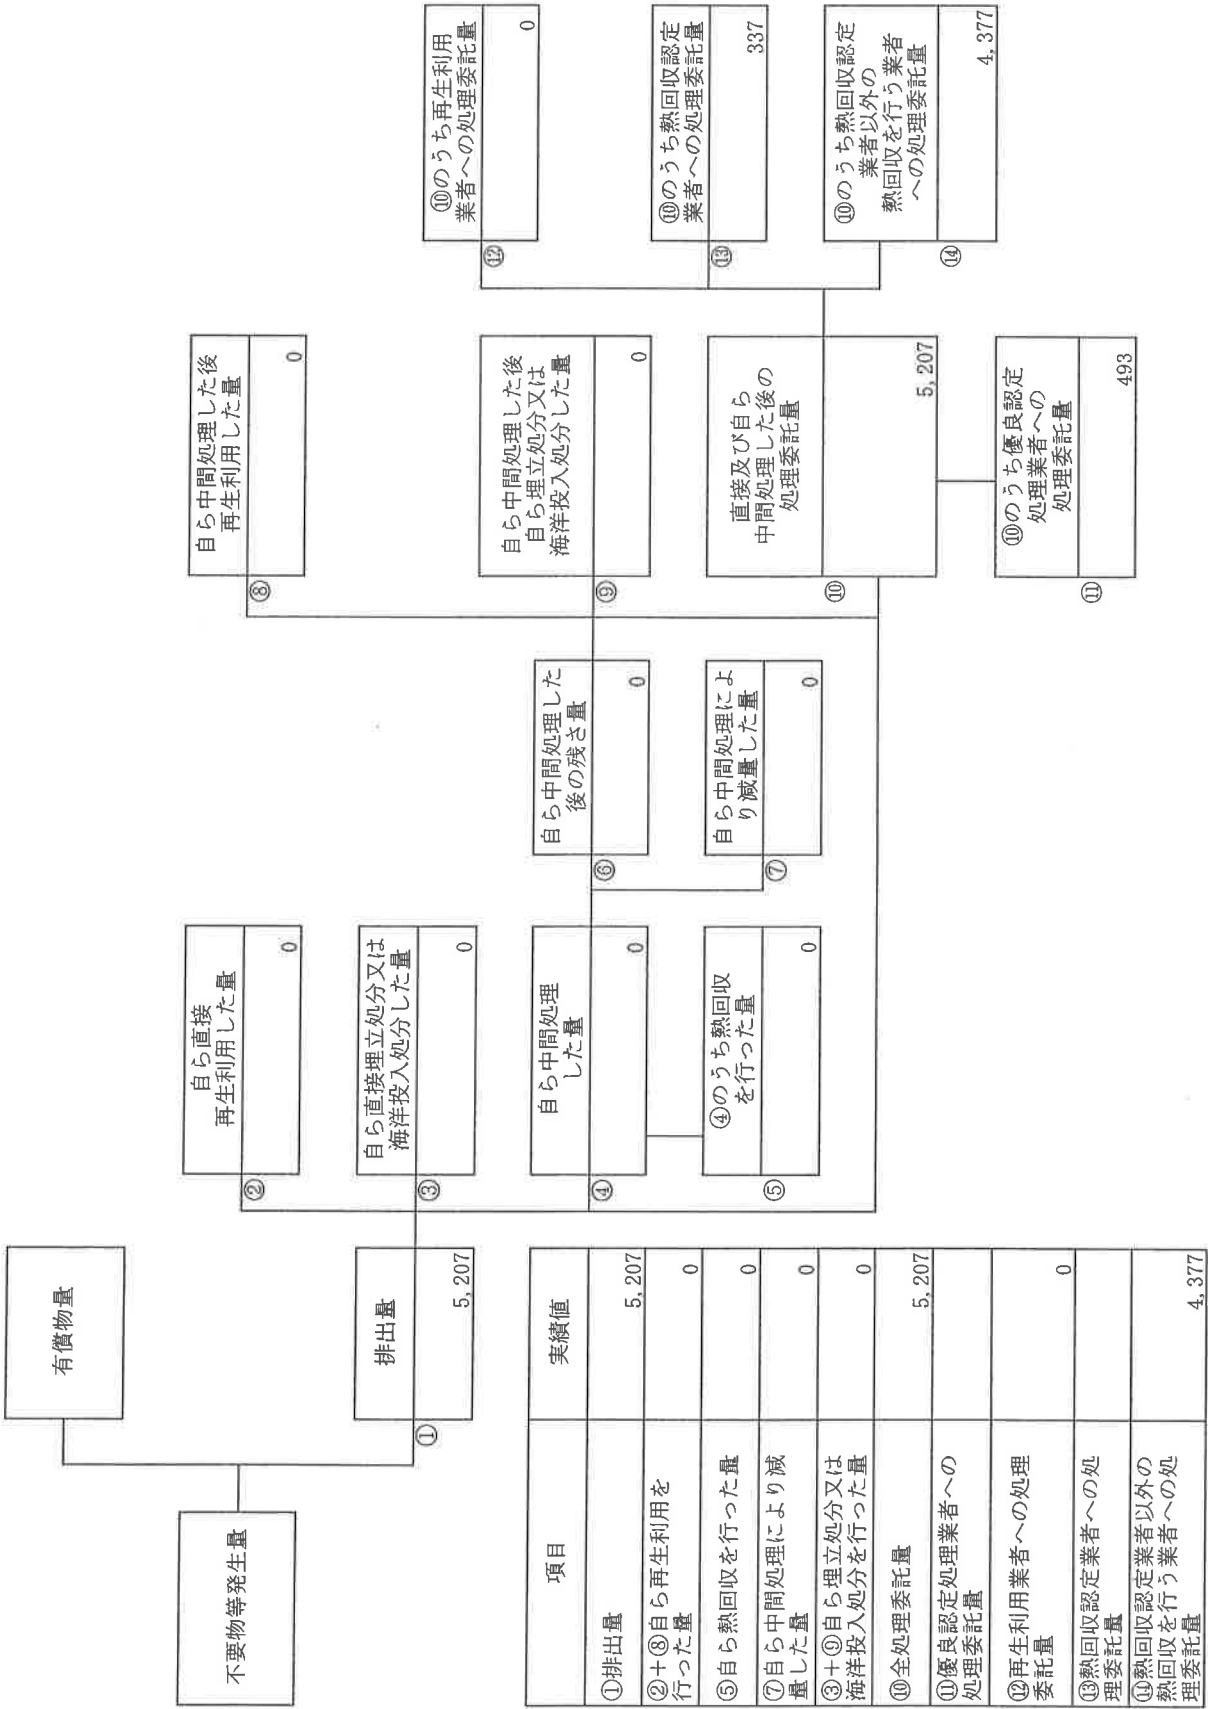 不要物等発生量
有償物量
排出量
①
5,207
自ら直接
再生利用した量
②
0
自ら直接埋立処分又は
海洋投入処分した量
③
0
自ら中間処理
した量
④
0
④のうち熱回収
を行った量
⑤
0
自ら中間処理した
後の残さ量
⑥
0
自ら中間処理によ
り減量した量
⑦
0
自ら中間処理した後
再生利用した量
⑧
0
自ら中間処理した後
自ら埋立処分又は
海洋投入処分した量
⑨
0
直接及び自ら
中間処理した後の
処理委託量
⑩
5,207
⑩のうち優良認定
処理業者への
処理委託量
⑪
493
⑩のうち再生利用
業者への処理委託量
⑫
0
⑩のうち熱回収認定
業者への処理委託量
⑬
337
⑩のうち熱回収認定
業者以外の
熱回収を行う業者
への処理委託量
⑭
4,377
項目 実績値
①排出量 5,207
②+⑧自ら再生利用を
行った量 0
⑤自ら熱回収を行った量 0
⑦自ら中間処理により減
量した量 0
③+⑨自ら埋立処分又は
海洋投入処分を行った量 0
⑩全処理委託量 5,207
⑪優良認定処理業者への
処理委託量
⑫再生利用業者への処理
委託量 0
⑬熱回収認定業者への処
理委託量
⑭熱回収認定業者以外の
熱回収を行う業者への処
理委託量 4,377